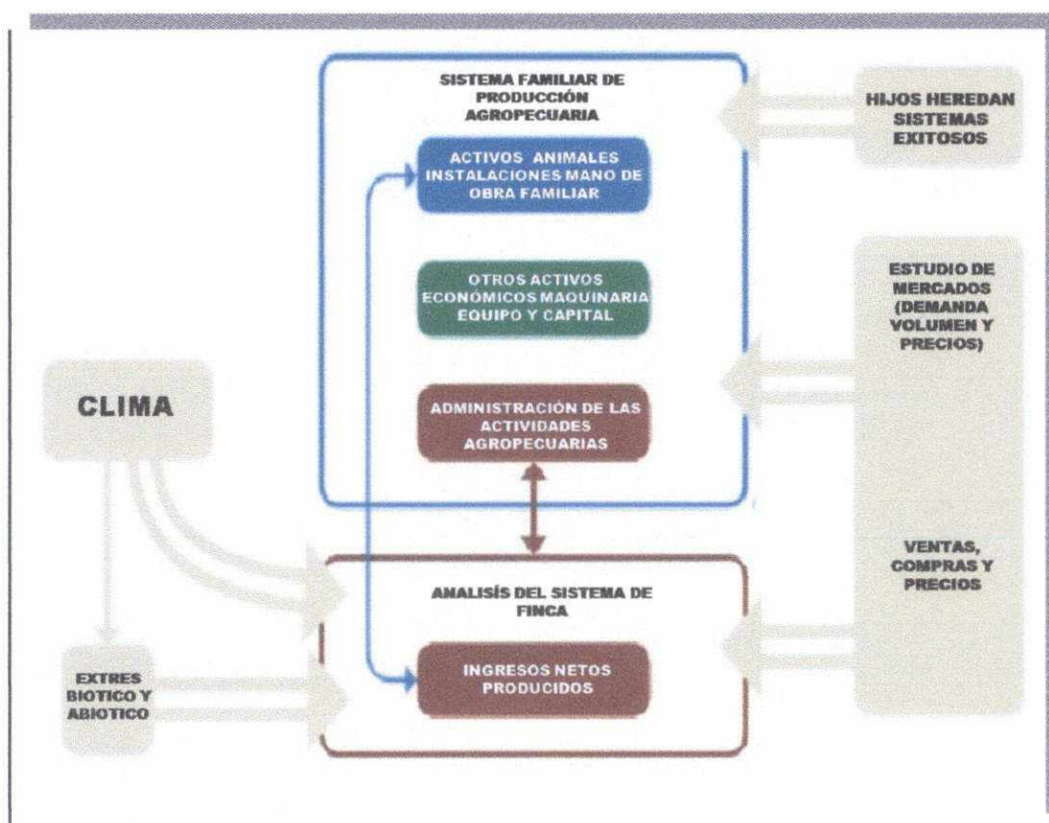 SISTEMA FAMILIAR DE
PRODUCCIÓN
AGROPECUARIA
ACTIVOS ANIMALES
INSTALACIONES MANO DE
OBRA FAMILIAR
OTROS ACTIVOS
ECONÓMICOS MAQUINARIA
EQUIPO Y CAPITAL
ADMINISTRACIÓN DE LAS
ACTIVIDADES
AGROPECUARIAS
HIJOS HEREDAN
SISTEMAS
EXITOSOS
ESTUDIO DE
MERCADOS
(DEMANDA
VOLUMEN Y
PRECIOS)
VENTAS,
COMPRAS Y
PRECIOS
CLIMA
EXTRES
BIOTICO Y
ABIOTICO
ANALISÍS DEL SISTEMA DE
FINCA
INGRESOS NETOS
PRODUCIDOS